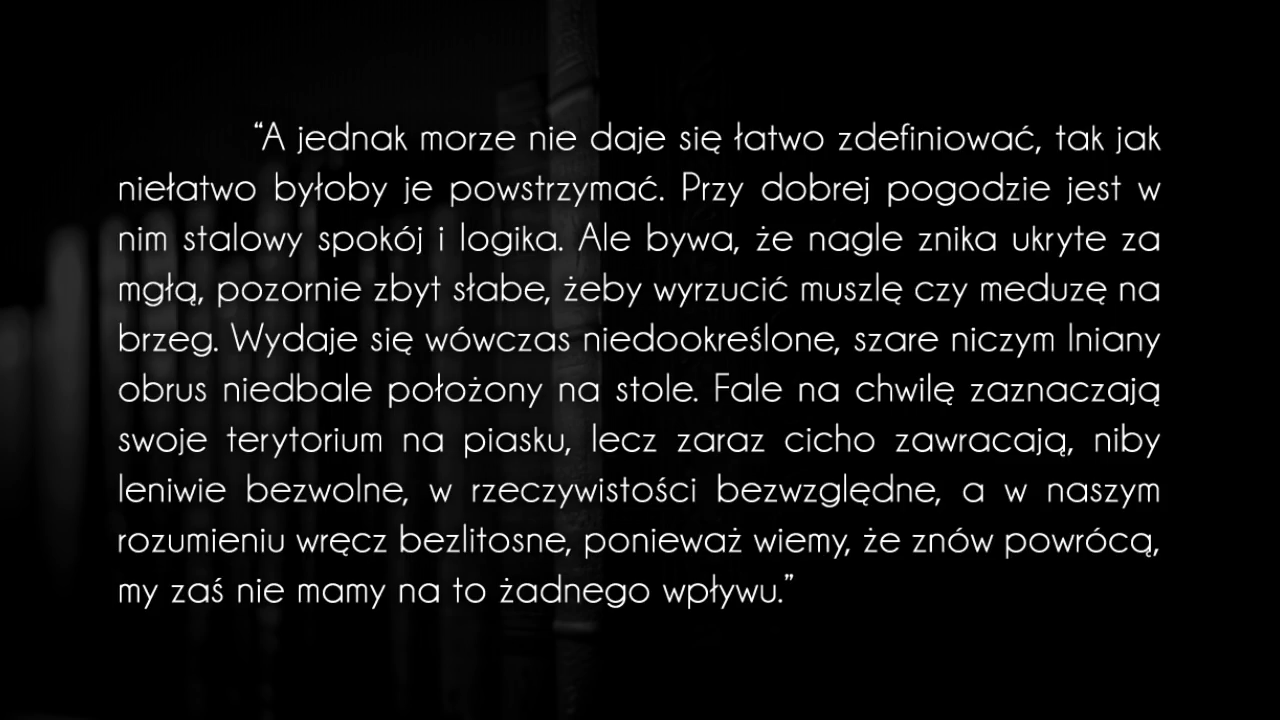 “A jednak morze nie daje się łatwo zdefiniować, tak jak
niełatwo byłoby je powstrzymać. Przy dobrej pogodzie jest w
nim stalowy spokój i logika. Ale bywa, że nagle znika ukryte za
mgłą, pozornie zbyt słabe, żeby wyrzucić muszlę czy meduzę na
brzeg. Wydaje się wówczas niedookreślone, szare niczym lniany
obrus niedbale położony na stole. Fale na chwilę zaznaczają
swoje terytorium na piasku, lecz zaraz cicho zawracają, niby
leniwie bezwolne, w rzeczywistości bezwzględne, a w naszym
rozumieniu wręcz bezlitosne, ponieważ wiemy, że znów powrócą,
my zaś nie mamy na to żadnego wpływu.”